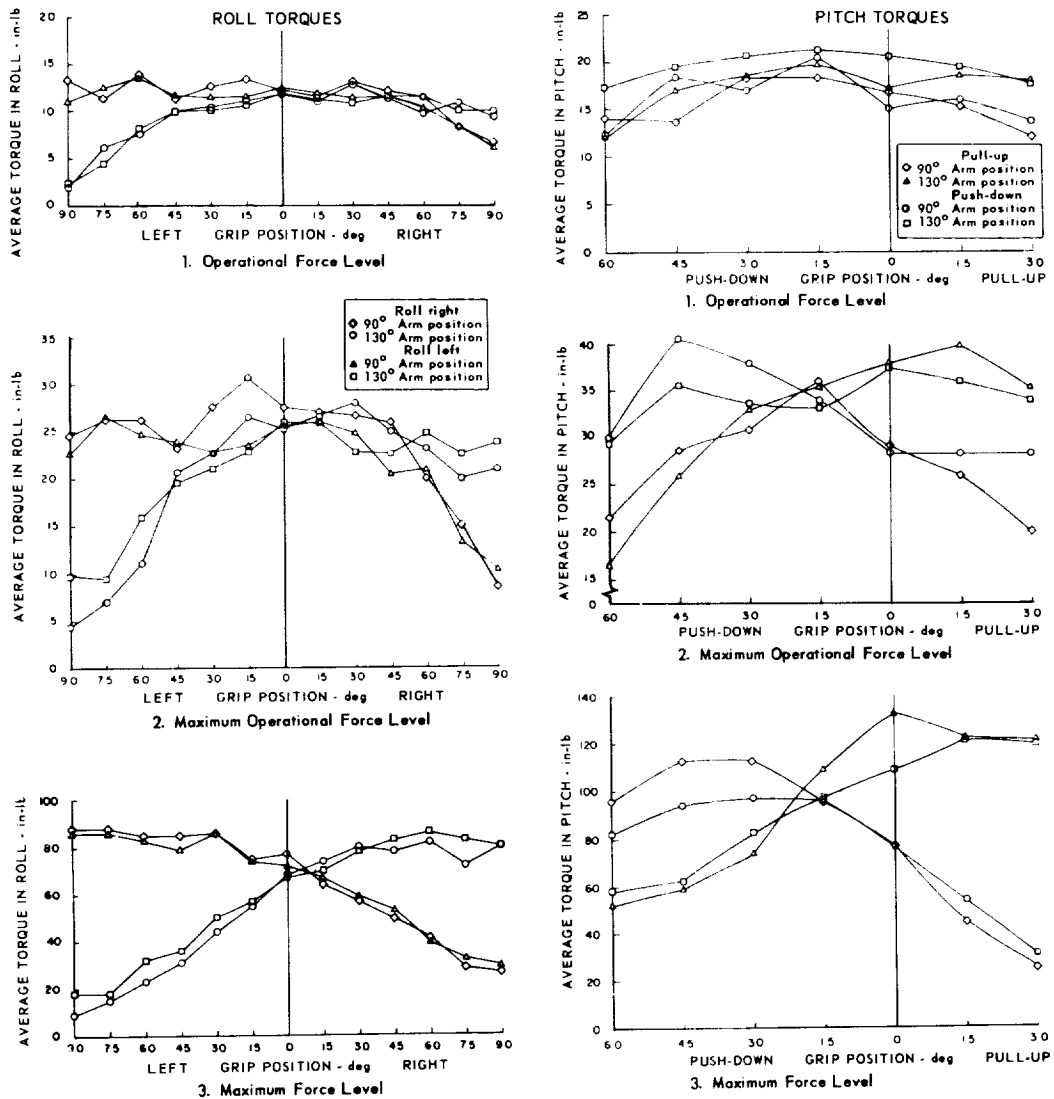 ROLL TORQUES
AVERAGE TORQUE IN ROLL - in-lb
20
15
10
5
0
90 75 60 45 30 15 0 15 30 45 60 75 90
LEFT GRIP POSITION - deg RIGHT
1. Operational Force Level
Roll right
90° Arm position
130° Arm position
Roll left
90° Arm position
130° Arm position
AVERAGE TORQUE IN ROLL - in-lb
35
30
25
20
15
10
5
0
90 75 60 45 30 15 0 15 30 45 60 75 90
LEFT GRIP POSITION - deg RIGHT
2. Maximum Operational Force Level
AVERAGE TORQUE IN ROLL - in-lb
100
80
60
40
20
0
90 75 60 45 30 15 0 15 30 45 60 75 90
LEFT GRIP POSITION - deg RIGHT
3. Maximum Force Level
PITCH TORQUES
AVERAGE TORQUE IN PITCH - in-lb
25
20
15
10
5
0
Pull-up
90° Arm position
130° Arm position
Push-down
90° Arm position
130° Arm position
60 45 30 15 0 15 30
PUSH-DOWN GRIP POSITION - deg PULL-UP
1. Operational Force Level
AVERAGE TORQUE IN PITCH - in-lb
40
35
30
25
20
15
0
60 45 30 15 0 15 30
PUSH-DOWN GRIP POSITION - deg PULL-UP
2. Maximum Operational Force Level
AVERAGE TORQUE IN PITCH - in-lb
140
120
100
80
60
40
20
0
60 45 30 15 0 15 30
PUSH-DOWN GRIP POSITION - deg PULL-UP
3. Maximum Force Level